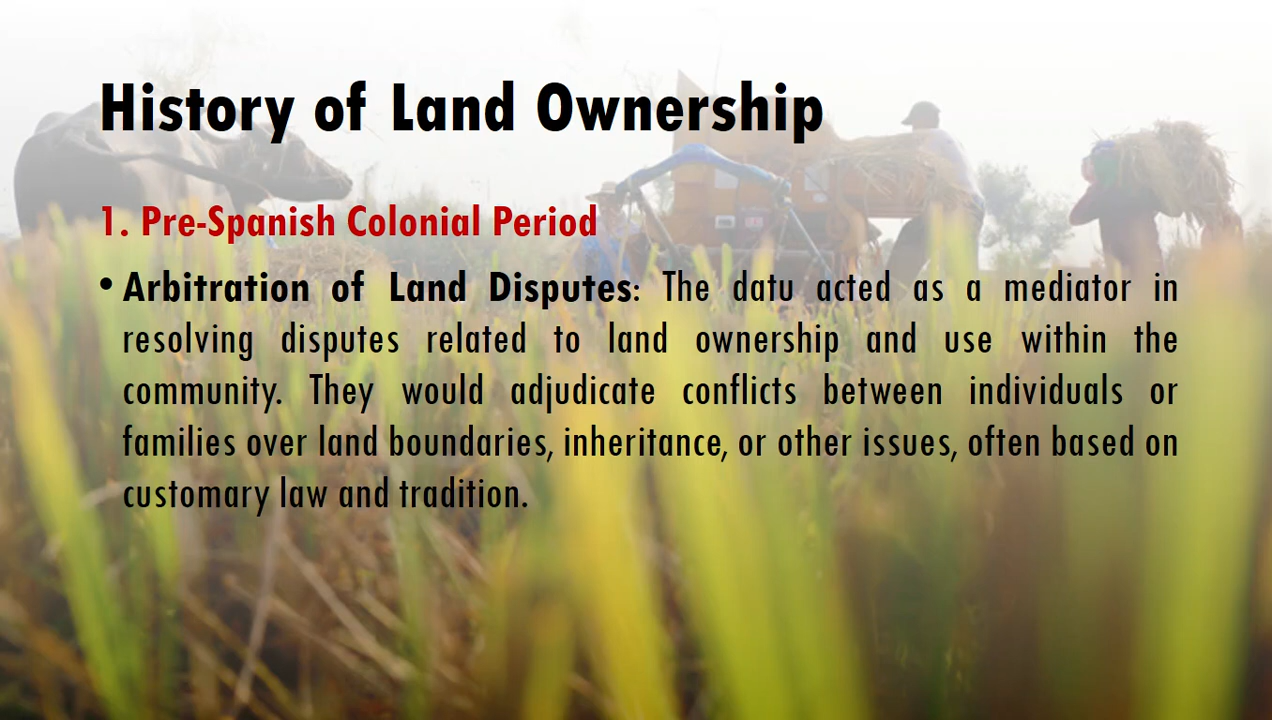 History of Land Ownership
1. Pre-Spanish Colonial Period
• Arbitration of Land Disputes: The datu acted as a mediator in
resolving disputes related to land ownership and use within the
community. They would adjudicate conflicts between individuals or
families over land boundaries, inheritance, or other issues, often based on
customary law and tradition.